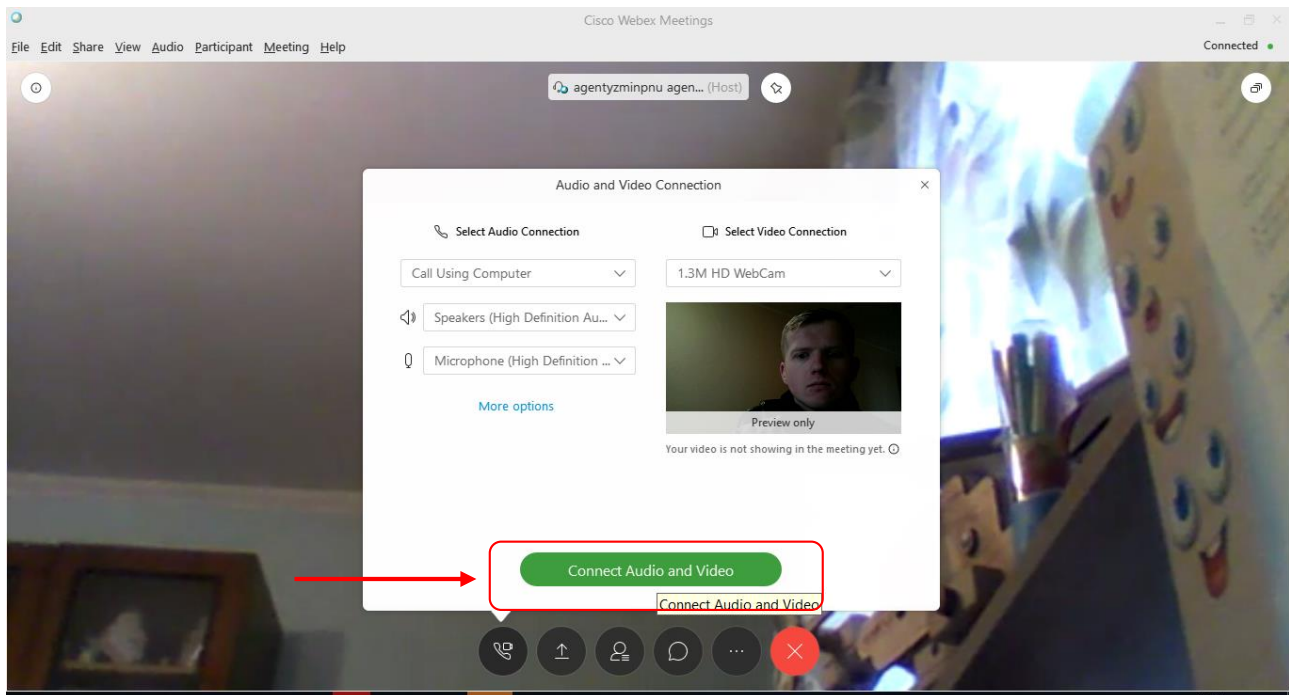 Cisco Webex Meetings
File Edit Share View Audio Participant Meeting Help
Connected
agentyzminpnu agen... (Host)
Audio and Video Connection
Select Audio Connection
Select Video Connection
Call Using Computer
1.3M HD WebCam
Speakers (High Definition Au...
Microphone (High Definition ...
More options
Preview only
Your video is not showing in the meeting yet.
Connect Audio and Video
Connect Audio and Video